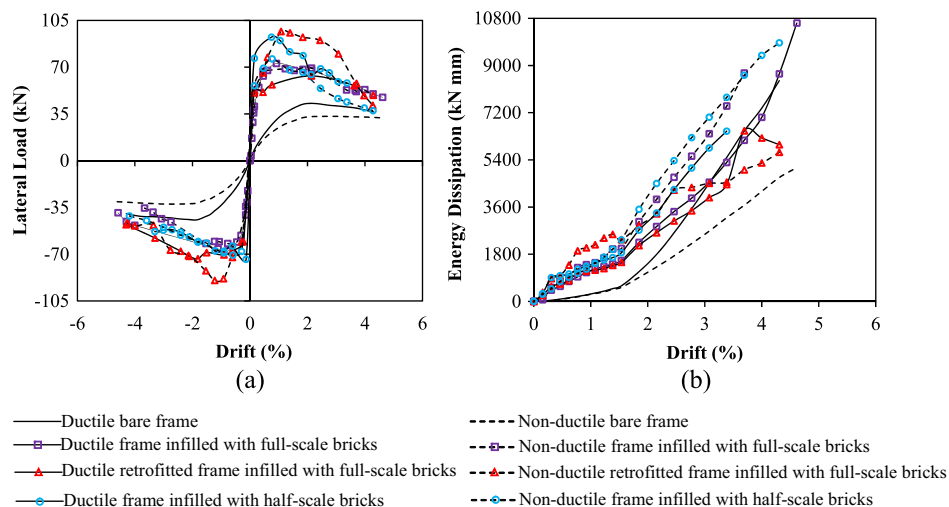 105
70
35
0
-35
-70
-105
-6
-4
-2
0
2
4
6
Lateral Load (kN)
Drift (%)
(a)
10800
9000
7200
5400
3600
1800
0
0
1
2
3
4
5
6
Energy Dissipation (kN mm)
Drift (%)
(b)
Ductile bare frame
Non-ductile bare frame
Ductile frame infilled with full-scale bricks
Non-ductile frame infilled with full-scale bricks
Ductile retrofitted frame infilled with full-scale bricks
Non-ductile retrofitted frame infilled with full-scale bricks
Ductile frame infilled with half-scale bricks
Non-ductile frame infilled with half-scale bricks